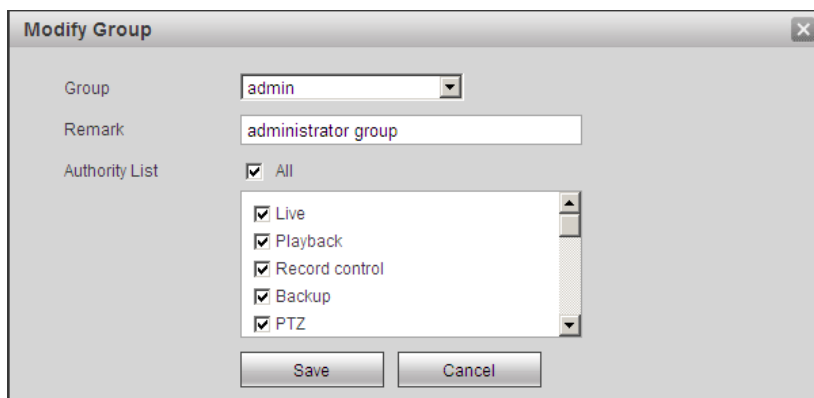 Modify Group
Group admin
Remark administrator group
Authority List All
Live
Playback
Record control
Backup
PTZ
Save Cancel